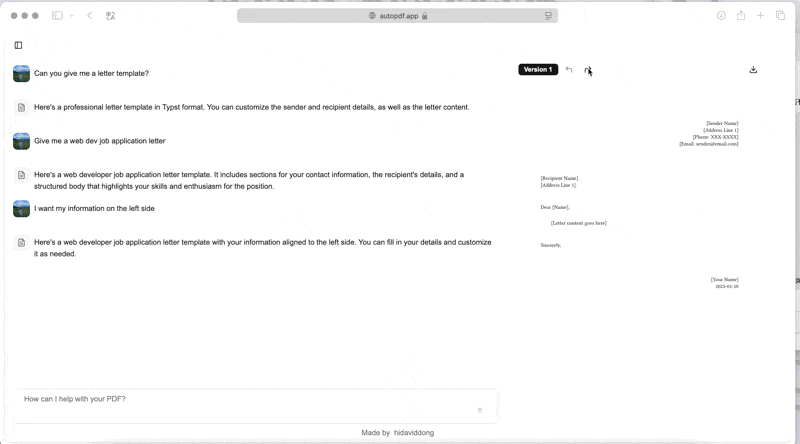 autopdf.app
Can you give me a letter template?
Here's a professional letter template in Typst format. You can customize the sender and recipient details, as well as the letter content.
Give me a web dev job application letter
Here's a web developer job application letter template. It includes sections for your contact information, the recipient's details, and a
structured body that highlights your skills and enthusiasm for the position.
I want my information on the left side
Here's a web developer job application letter template with your information aligned to the left side. You can fill in your details and customize
it as needed.
How can I help with your PDF?
Made by hidaviddong
Version 1
[Sender Name]
[Address Line 1]
[Phone: XXX-XXXX]
[Email: sender@email.com]
[Recipient Name]
[Address Line 1]
Dear [Name],
[Letter content goes here]
Sincerely,
[Your Name]
2025-02-20